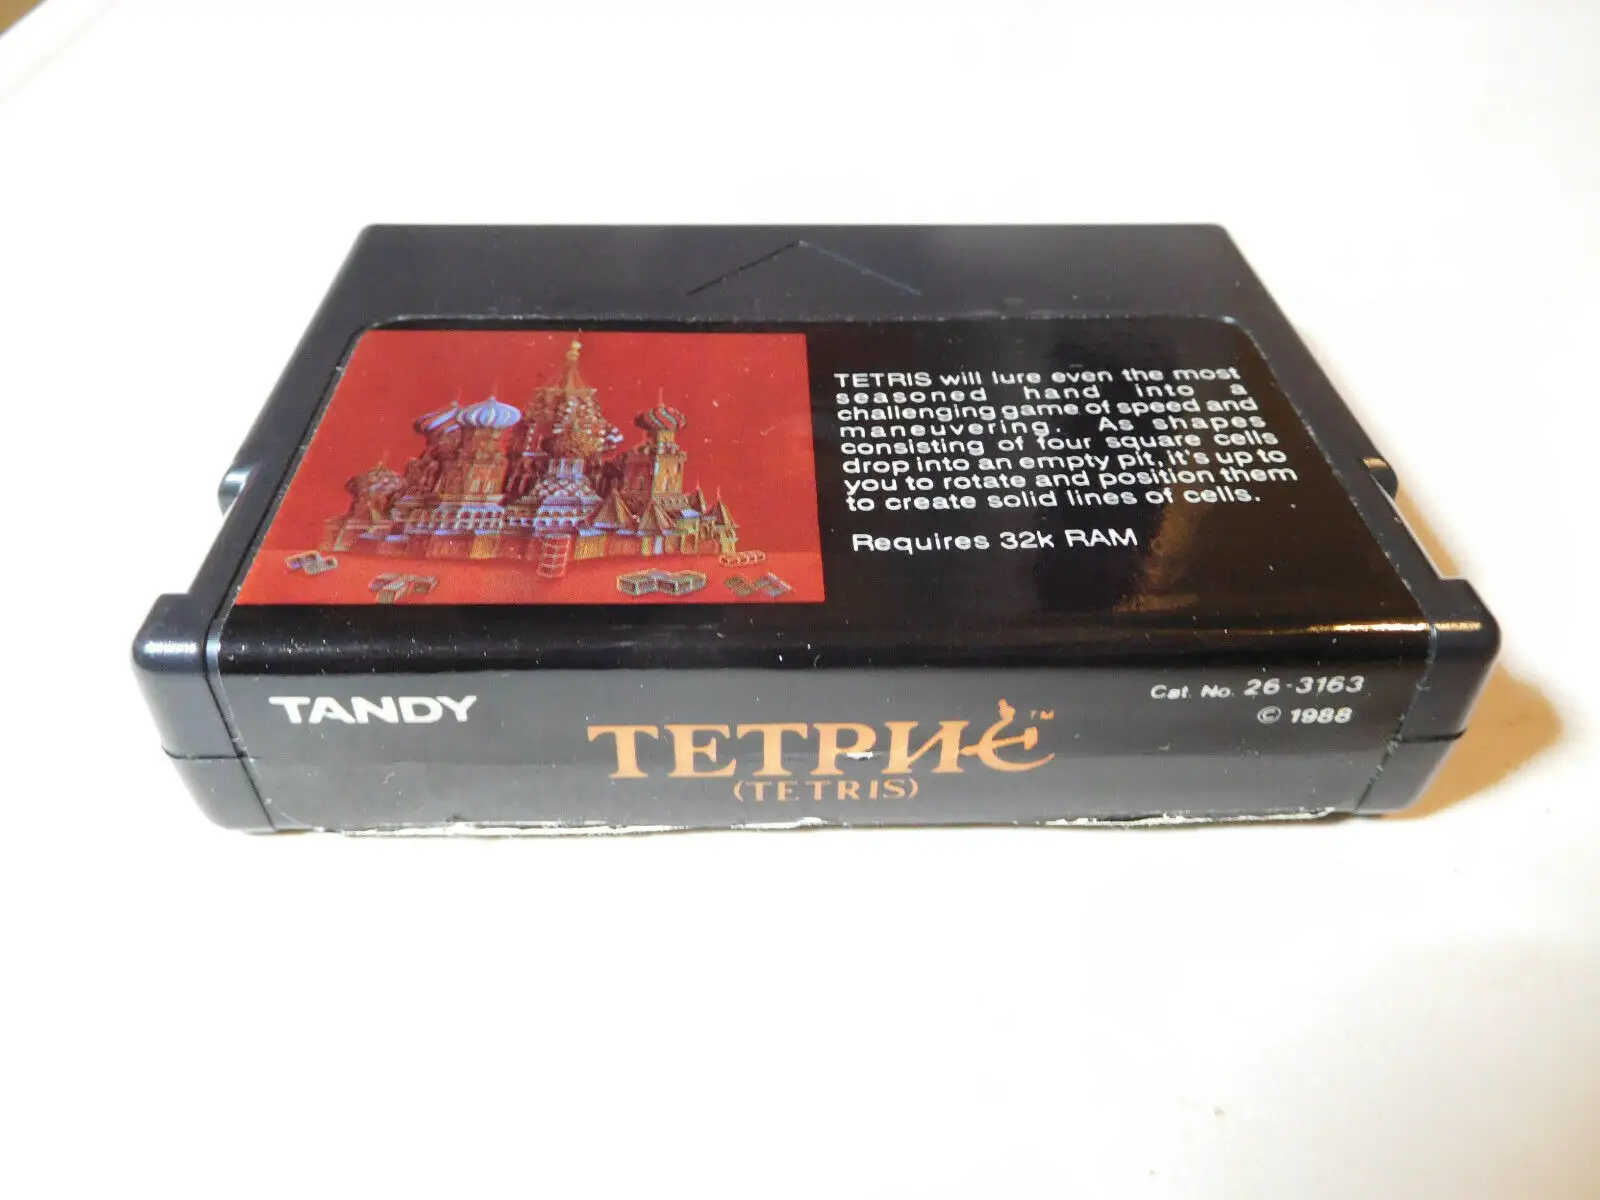 TETRIS will lure even the most
seasoned hand into a
challenging game of speed and
maneuvering. As shapes
consisting of four square cells
drop into an empty pit, it's up to
you to rotate and position them
to create solid lines of cells.
Requires 32k RAM
TANDY
ТЕТРИС™
(TETRIS)
Cat. No. 26-3163
© 1988